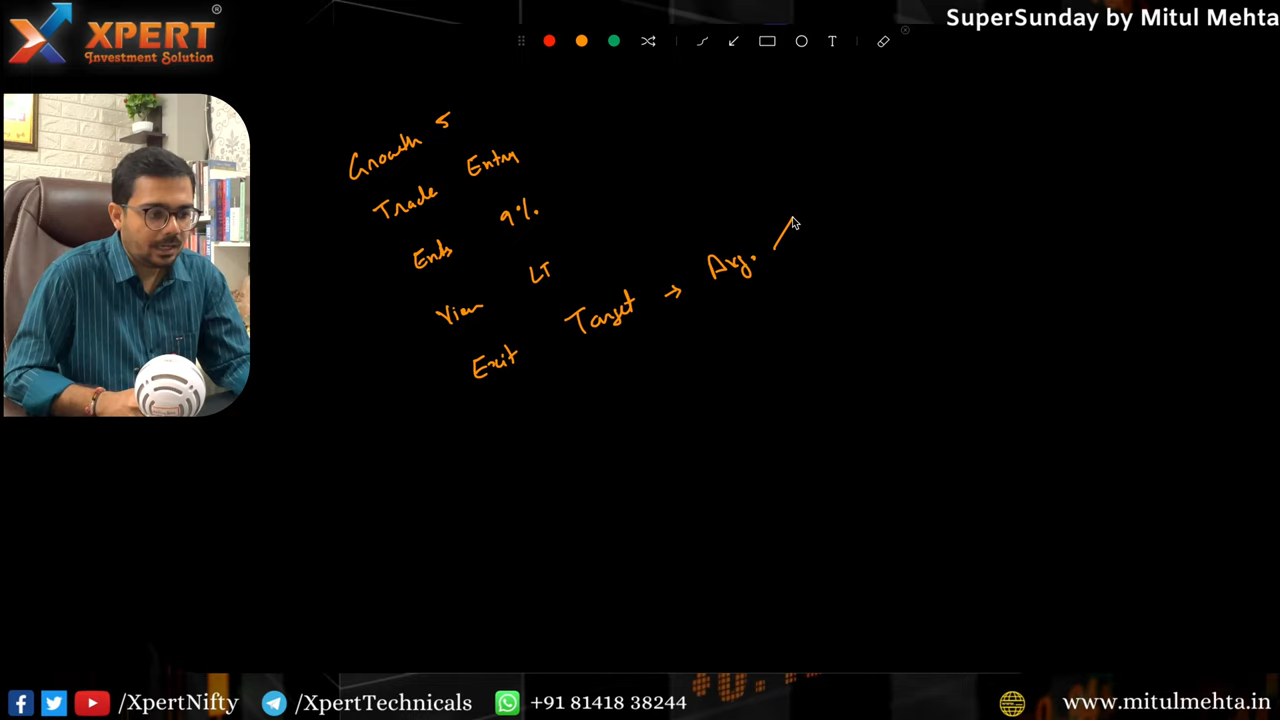 SuperSunday by Mitul Mehta
XPERT
Investment Solution
®
T
Growth 5
Trade Entry
Ends 9%.
View LT
Exit Target → Avg.
/XpertNifty
/XpertTechnicals
+91 81418 38244
www.mitulmehta.in